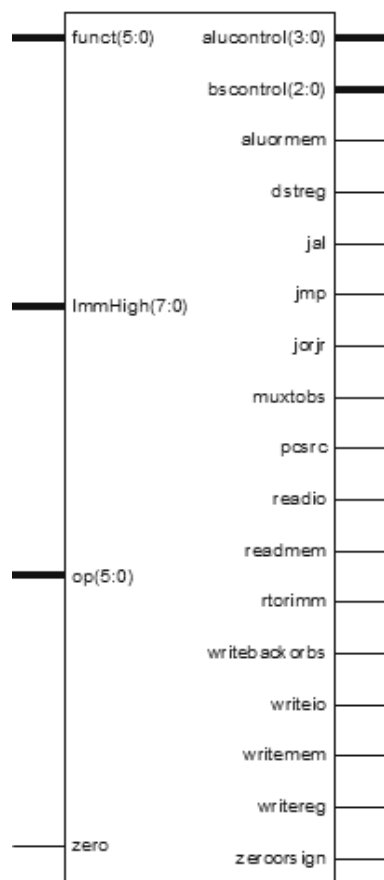 funct(5:0) alucontrol(3:0)
bscontrol(2:0)
aluormem
dstreg
jal
ImmHigh(7:0) jmp
jorjr
muxtobs
pcsrc
readio
readmem
op(5:0)
rtorimm
writebackorbs
writeio
writemem
writereg
zero
zeroorsign